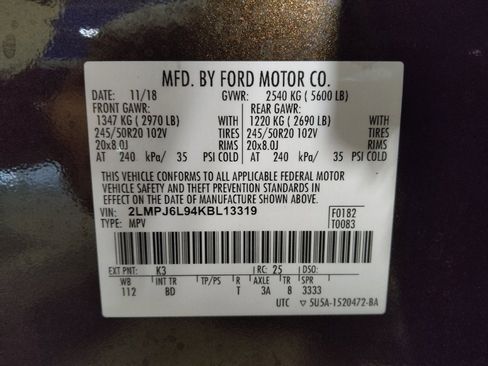 MFD. BY FORD MOTOR CO.
DATE: 11/18 GVWR: 2540 KG ( 5600 LB)
FRONT GAWR: REAR GAWR:
1347 KG ( 2970 LB) WITH 1220 KG ( 2690 LB) WITH
245/50R20 102V TIRES 245/50R20 102V TIRES
20x8.0J RIMS 20x8.0J RIMS
AT 240 kPa/ 35 PSI COLD AT 240 kPa/ 35 PSI COLD
THIS VEHICLE CONFORMS TO ALL APPLICABLE FEDERAL MOTOR
VEHICLE SAFETY AND THEFT PREVENTION STANDARDS IN
EFFECT ON THE DATE OF MANUFACTURE SHOWN ABOVE.
VIN: 2LMPJ6L94KBL13319 F0182
TYPE: MPV T0083
EXT PNT: K3 RC: 25 DSO:
WB INT TR TP/PS R AXLE TR SPR
112 BD T 3A 8 3333
UTC ▽ 5U5A-1520472-BA